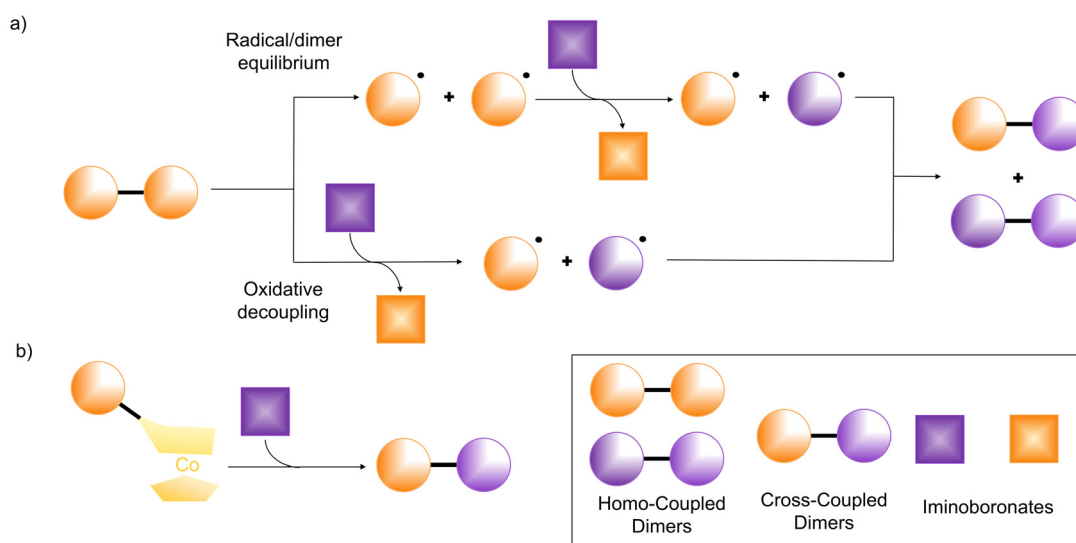 a)
Radical/dimer
equilibrium
+
+
+
Oxidative
decoupling
+
b)
Co
Homo-Coupled
Dimers
Cross-Coupled
Dimers
Iminoboronates